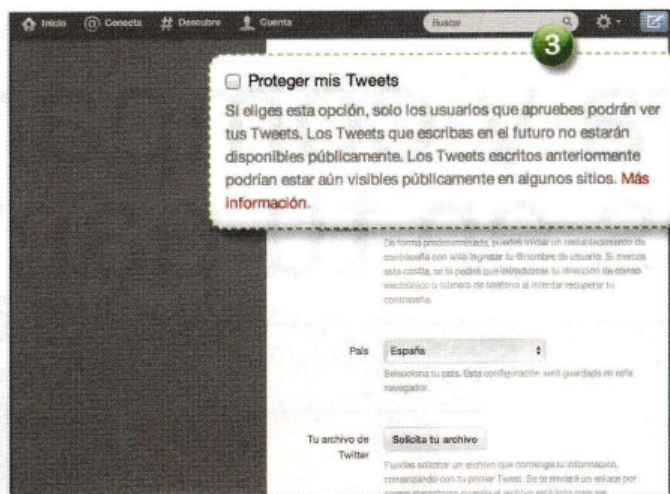 Inicio @ Conecta # Descubre Cuenta Buscar
3
Proteger mis Tweets
Si eliges esta opción, solo los usuarios que apruebes podrán ver
tus Tweets. Los Tweets que escribas en el futuro no estarán
disponibles públicamente. Los Tweets escritos anteriormente
podrían estar aún visibles públicamente en algunos sitios. Más
información.
De forma predeterminada, puedes iniciar un restablecimiento de
contraseña con solo ingresar tu @nombre de usuario. Si marcas
esta casilla, se te pedirá que introduzcas tu dirección de correo
electrónico o número de teléfono al intentar recuperar tu
contraseña.
País España
Selecciona tu país. Esta configuración será guardada en este
navegador.
Tu archivo de Solicita tu archivo
Twitter
Puedes solicitar un archivo que contenga tu información,
comenzando con tu primer Tweet. Se te enviará un enlace por